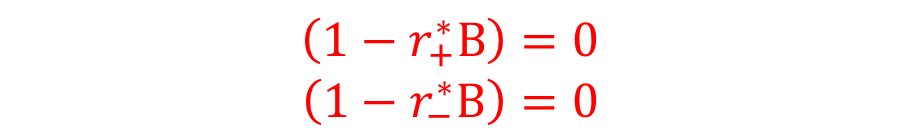 (1 − r₊*B) = 0
(1 − r₋*B) = 0